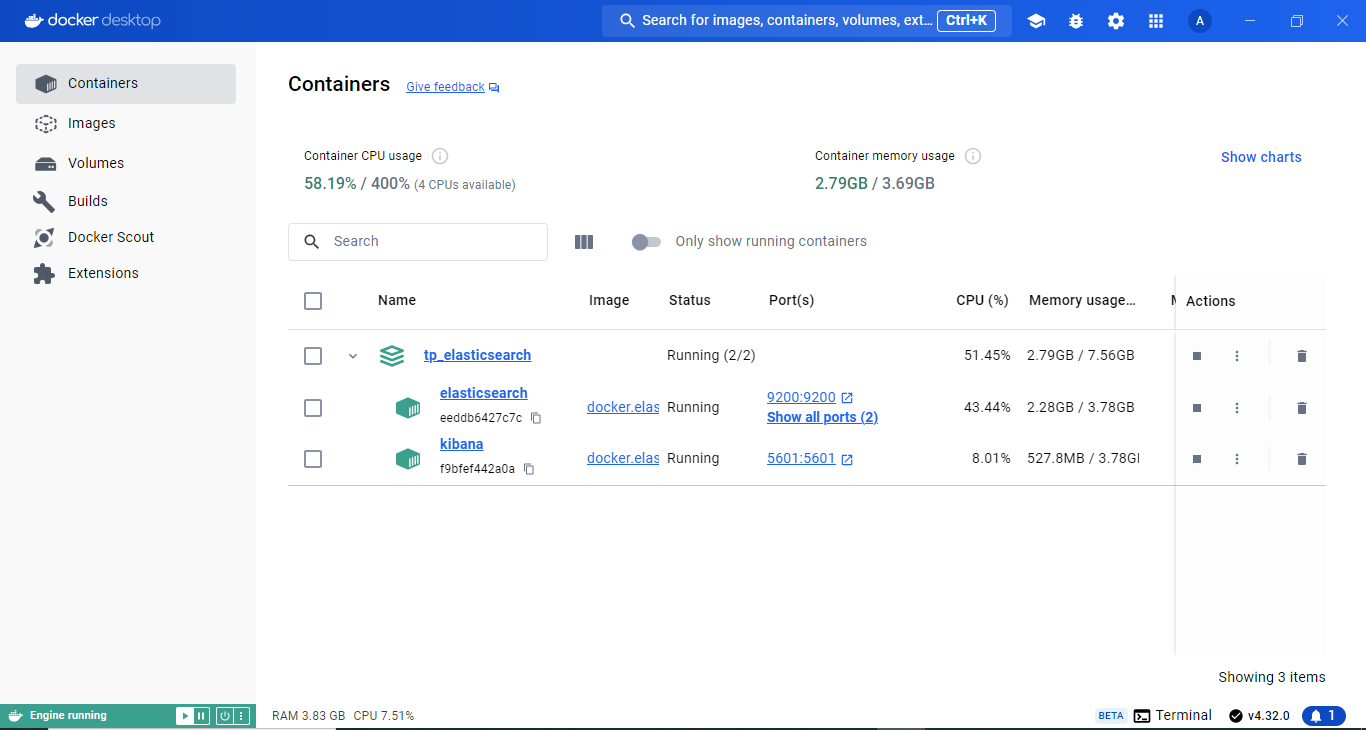 docker desktop
Search for images, containers, volumes, ext... Ctrl+K
A
Containers
Images
Volumes
Builds
Docker Scout
Extensions
Containers Give feedback
Container CPU usage
58.19% / 400% (4 CPUs available)
Container memory usage
2.79GB / 3.69GB
Show charts
Search
Only show running containers
Name Image Status Port(s) CPU (%) Memory usage... Actions
tp_elasticsearch Running (2/2) 51.45% 2.79GB / 7.56GB
elasticsearch
eeddb6427c7c
docker.elas Running
9200:9200
Show all ports (2)
43.44% 2.28GB / 3.78GB
kibana
f9bfef442a0a
docker.elas Running 5601:5601 8.01% 527.8MB / 3.78G
Showing 3 items
Engine running
RAM 3.83 GB CPU 7.51%
BETA Terminal v4.32.0 1